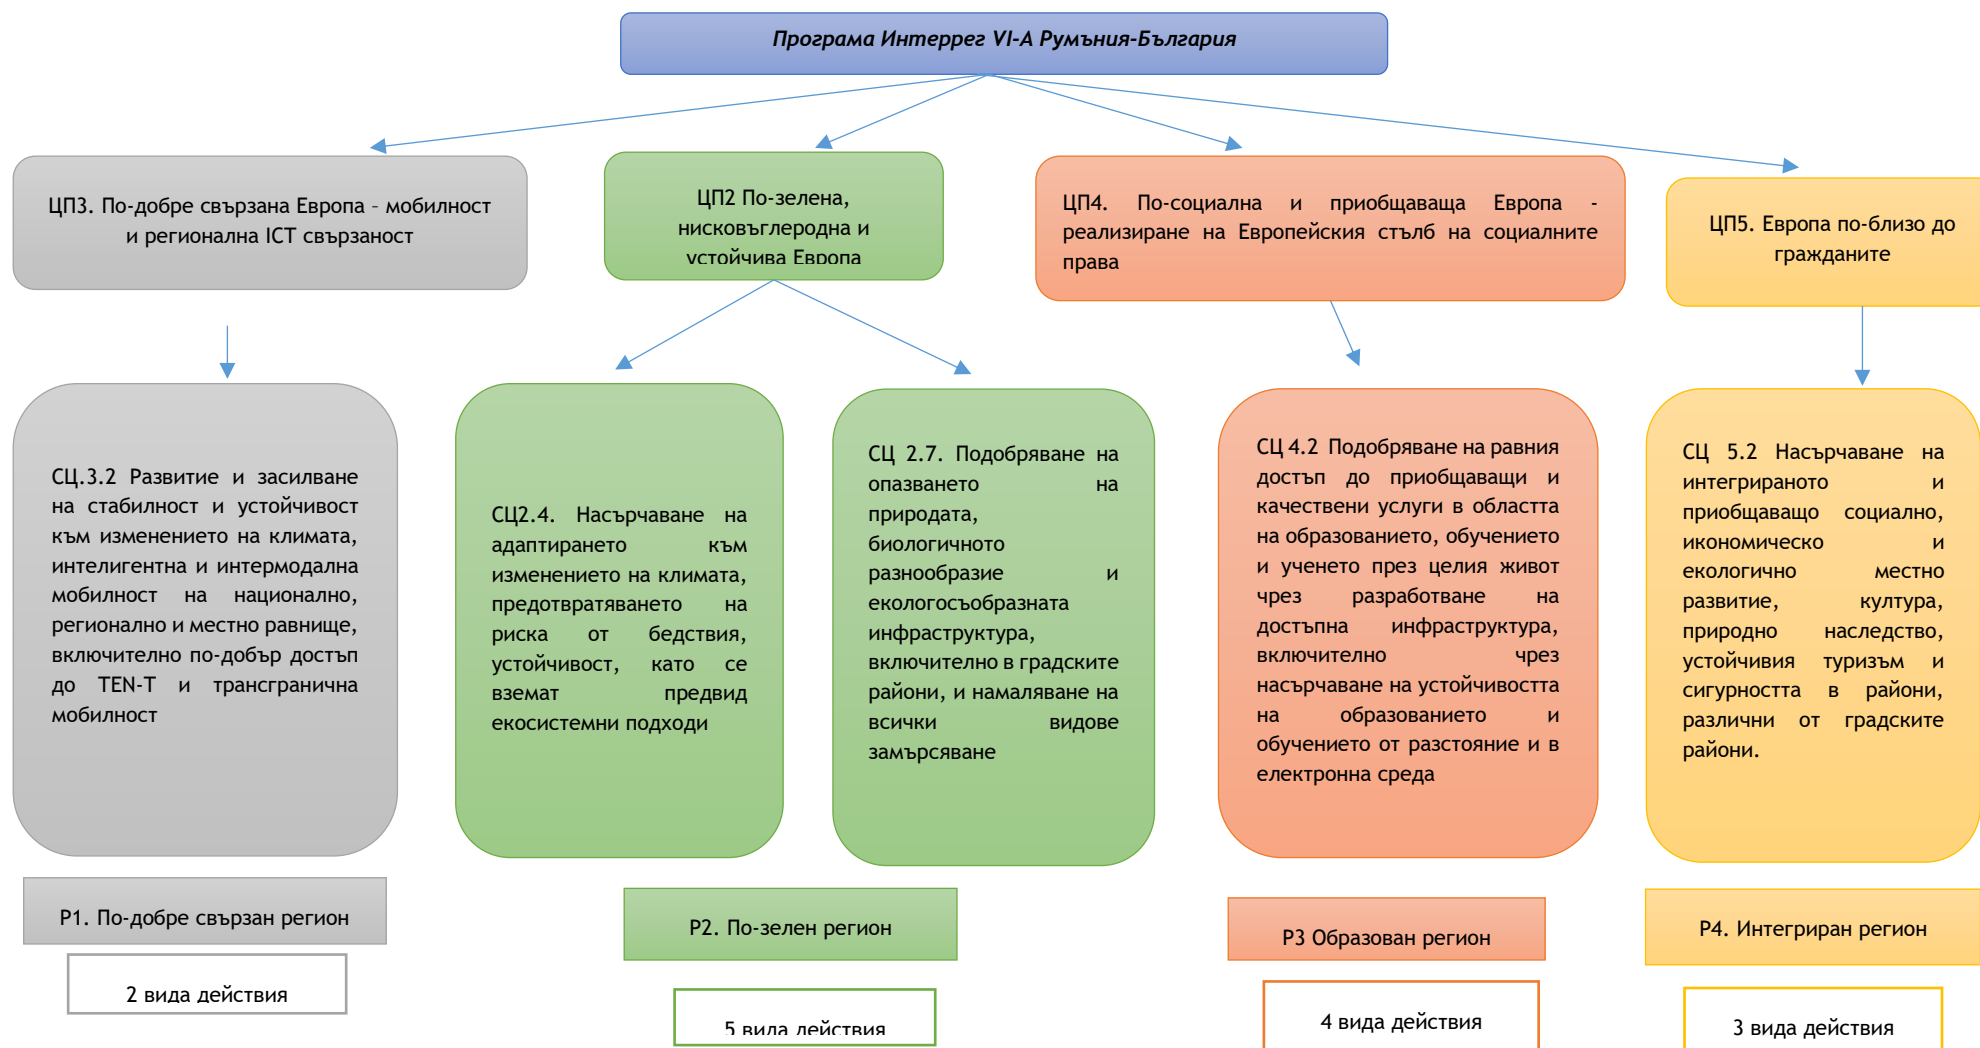 Програма Интеррег VI-A Румъния-България
ЦП3. По-добре свързана Европа – мобилност
и регионална ICT свързаност
ЦП2 По-зелена,
нисковъглеродна и
устойчива Европа
ЦП4. По-социална и приобщаваща Европа -
реализиране на Европейския стълб на социалните
права
ЦП5. Европа по-близо до
гражданите
СЦ.3.2 Развитие и засилване
на стабилност и устойчивост
към изменението на климата,
интелигентна и интермодална
мобилност на национално,
регионално и местно равнище,
включително по-добър достъп
до TEN-T и трансгранична
мобилност
СЦ2.4. Насърчаване на
адаптирането към
изменението на климата,
предотвратяването на
риска от бедствия,
устойчивост, като се
вземат предвид
екосистемни подходи
СЦ 2.7. Подобряване на
опазването на
природата,
биологичното
разнообразие и
екологосъобразната
инфраструктура,
включително в градските
райони, и намаляване на
всички видове
замърсяване
СЦ 4.2 Подобряване на равния
достъп до приобщаващи и
качествени услуги в областта
на образованието, обучението
и ученето през целия живот
чрез разработване на
достъпна инфраструктура,
включително чрез
насърчаване на устойчивостта
на образованието и
обучението от разстояние и в
електронна среда
СЦ 5.2 Насърчаване на
интегрираното и
приобщаващо социално,
икономическо и
екологично местно
развитие, култура,
природно наследство,
устойчивия туризъм и
сигурността в райони,
различни от градските
райони.
Р1. По-добре свързан регион
Р2. По-зелен регион
Р3 Образован регион
Р4. Интегриран регион
2 вида действия
5 вида действия
4 вида действия
3 вида действия